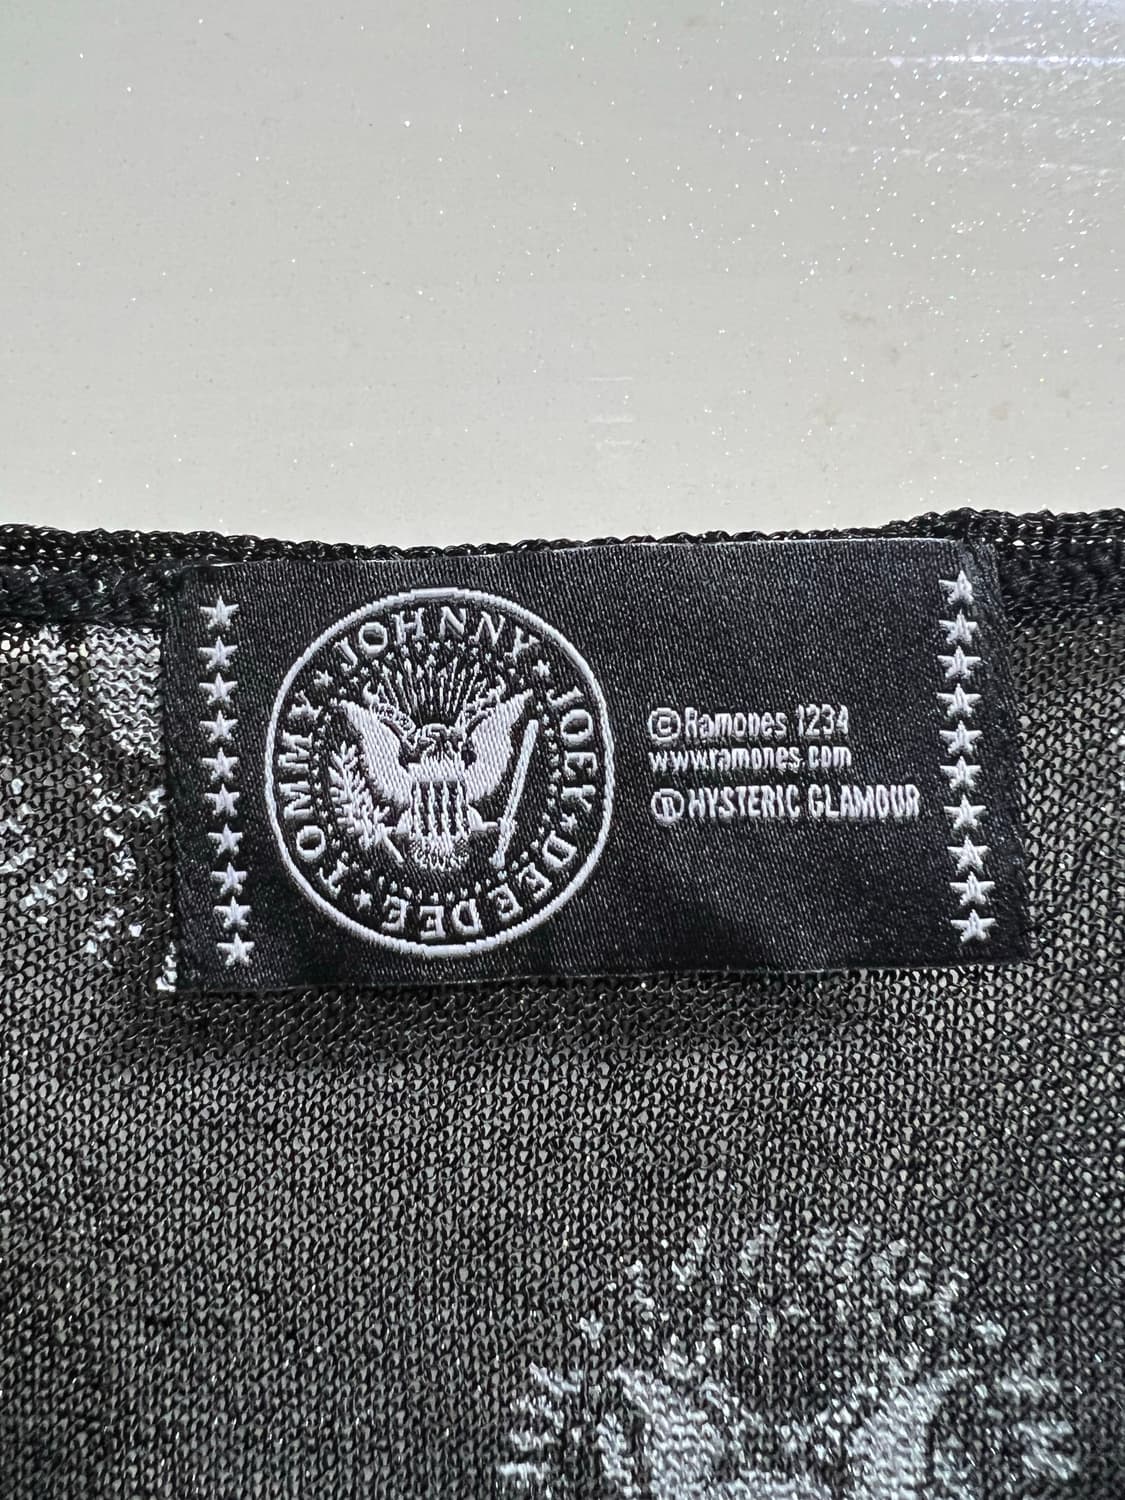 JOHNNY ★ JOEY ★ DEE DEE ★ TOMMY ★
©Ramones 1234
www.ramones.com
®HYSTERIC GLAMOUR